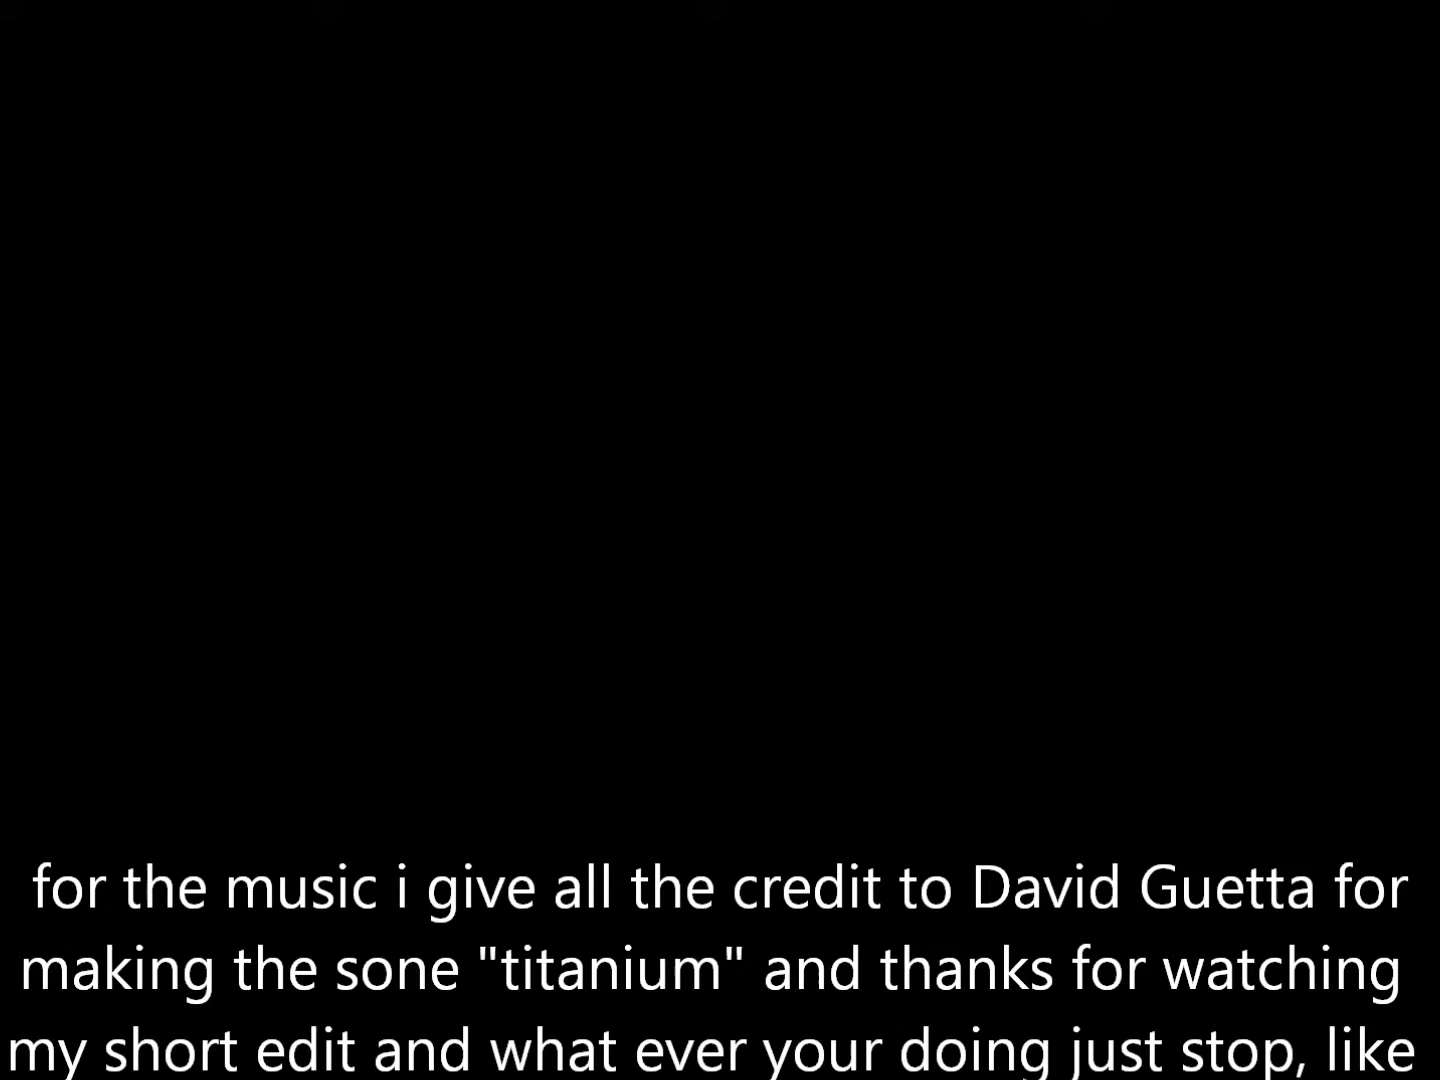 for the music i give all the credit to David Guetta for
making the sone "titanium" and thanks for watching
my short edit and what ever your doing just stop, like